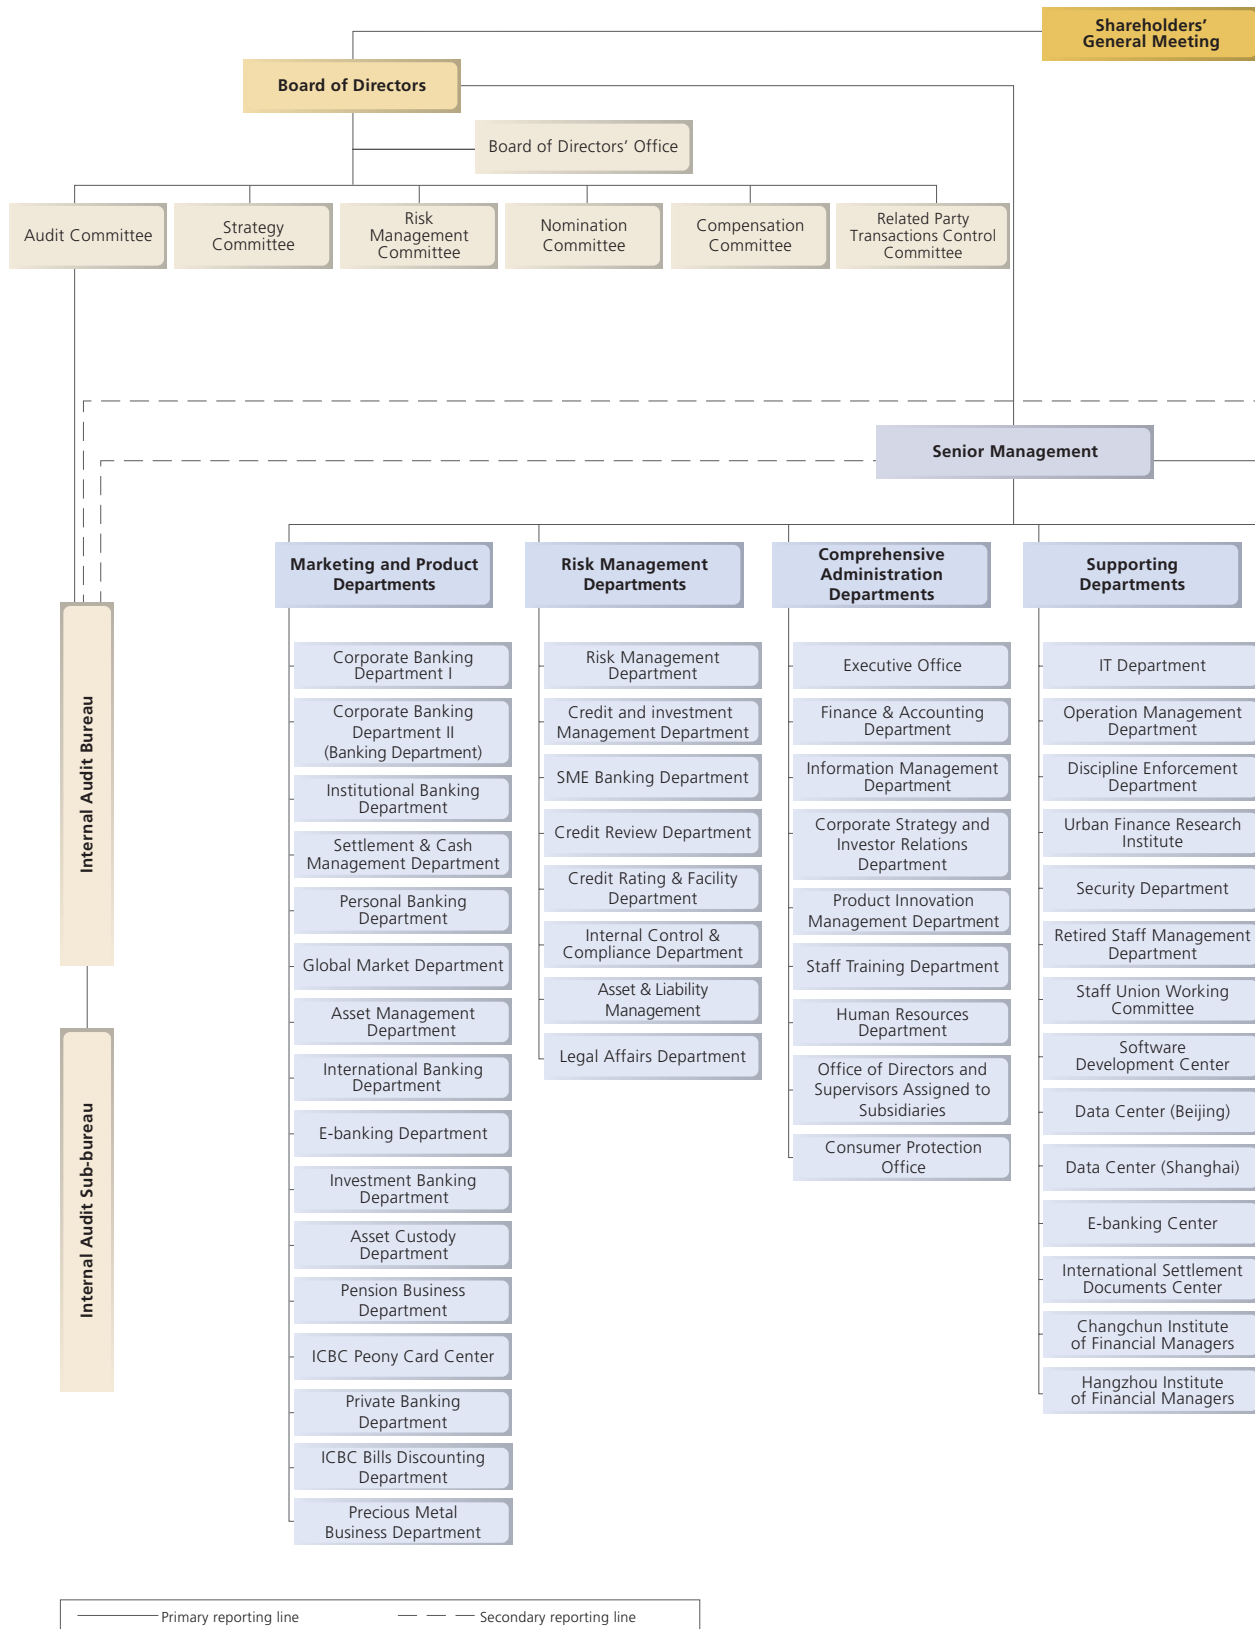 Shareholders’
General Meeting
Board of Directors
Board of Directors’ Office
Audit Committee
Strategy
Committee
Risk
Management
Committee
Nomination
Committee
Compensation
Committee
Related Party
Transactions Control
Committee
Senior Management
Marketing and Product
Departments
Corporate Banking
Department I
Corporate Banking
Department II
(Banking Department)
Institutional Banking
Department
Settlement & Cash
Management Department
Personal Banking
Department
Global Market Department
Asset Management
Department
International Banking
Department
E-banking Department
Investment Banking
Department
Asset Custody
Department
Pension Business
Department
ICBC Peony Card Center
Private Banking
Department
ICBC Bills Discounting
Department
Precious Metal
Business Department
Risk Management
Departments
Risk Management
Department
Credit and investment
Management Department
SME Banking Department
Credit Review Department
Credit Rating & Facility
Department
Internal Control &
Compliance Department
Asset & Liability
Management
Legal Affairs Department
Comprehensive
Administration
Departments
Executive Office
Finance & Accounting
Department
Information Management
Department
Corporate Strategy and
Investor Relations
Department
Product Innovation
Management Department
Staff Training Department
Human Resources
Department
Office of Directors and
Supervisors Assigned to
Subsidiaries
Consumer Protection
Office
Supporting
Departments
IT Department
Operation Management
Department
Discipline Enforcement
Department
Urban Finance Research
Institute
Security Department
Retired Staff Management
Department
Staff Union Working
Committee
Software
Development Center
Data Center (Beijing)
Data Center (Shanghai)
E-banking Center
International Settlement
Documents Center
Changchun Institute
of Financial Managers
Hangzhou Institute
of Financial Managers
Internal Audit Bureau
Internal Audit Sub-bureau
Primary reporting line
Secondary reporting line